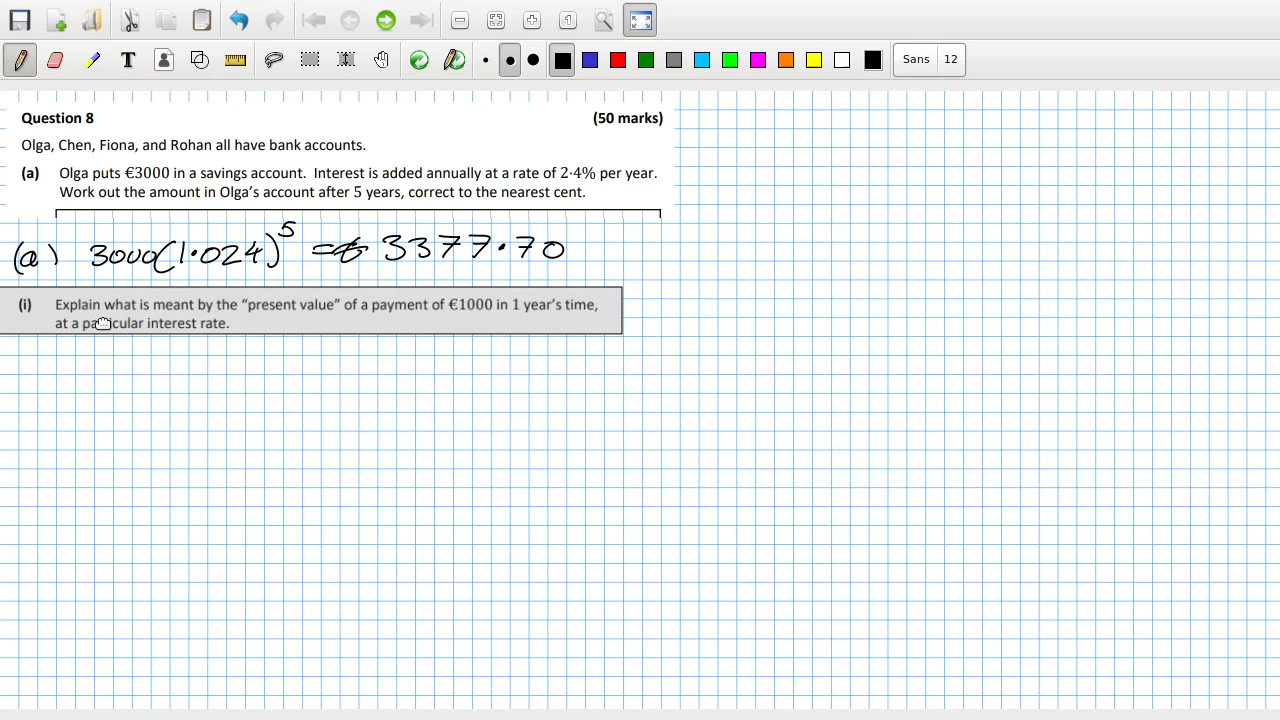 Sans 12
Question 8 (50 marks)
Olga, Chen, Fiona, and Rohan all have bank accounts.
(a) Olga puts €3000 in a savings account. Interest is added annually at a rate of 2·4% per year.
Work out the amount in Olga's account after 5 years, correct to the nearest cent.
(a) 3000(1·024)^5 = € 3377·70
(i) Explain what is meant by the “present value” of a payment of €1000 in 1 year's time,
at a particular interest rate.